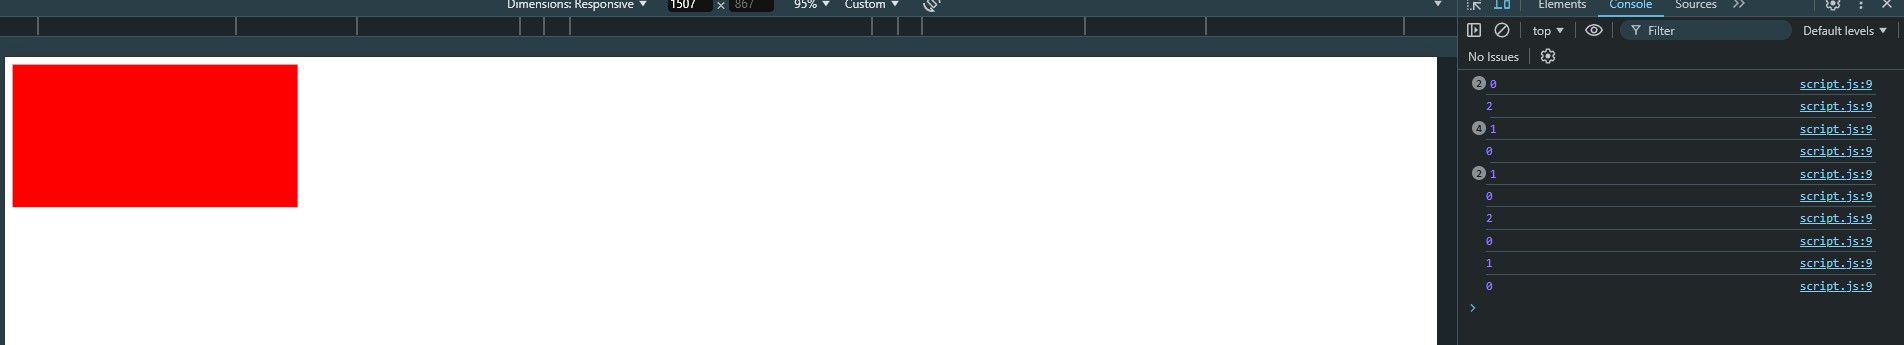 Dimensions: Responsive 1507 × 867 95% Custom
Elements Console Sources
top Filter Default levels
No Issues
2 0 script.js:9
2 script.js:9
4 1 script.js:9
0 script.js:9
2 1 script.js:9
0 script.js:9
2 script.js:9
0 script.js:9
1 script.js:9
0 script.js:9